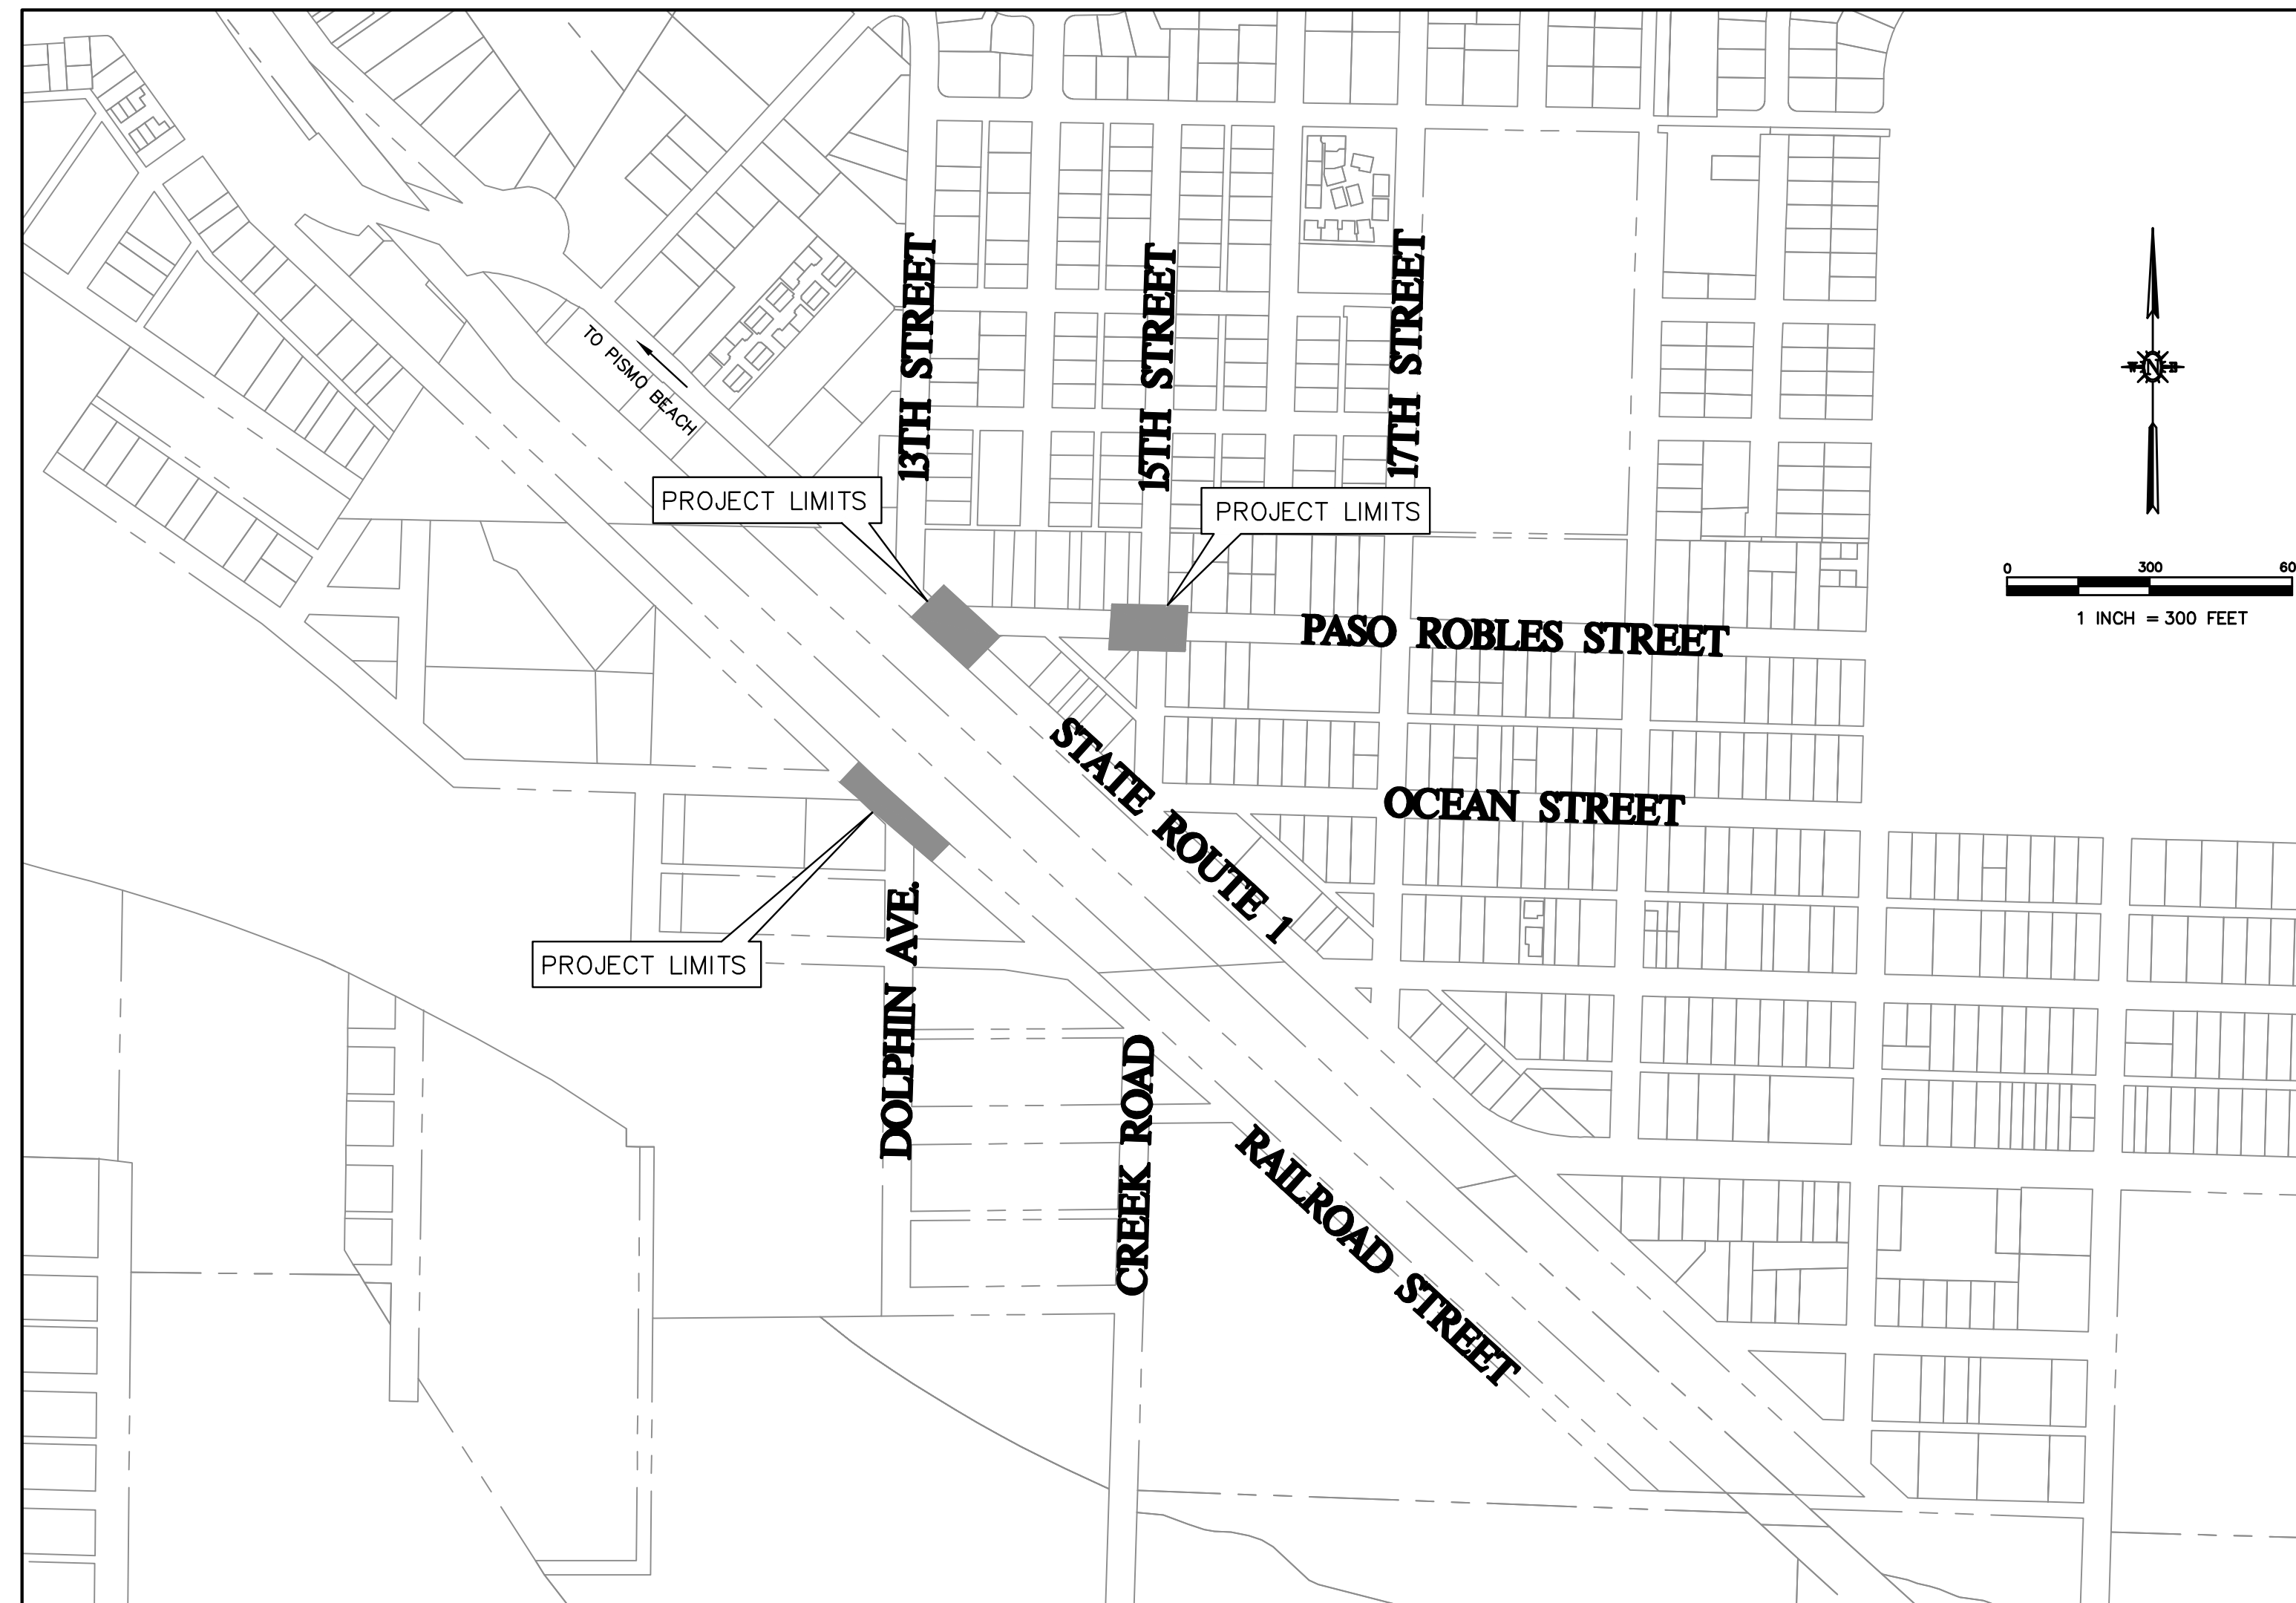 13TH STREET
15TH STREET
17TH STREET
TO PISMO BEACH
N
PROJECT LIMITS
PROJECT LIMITS
0 300 60
1 INCH = 300 FEET
PASO ROBLES STREET
STATE ROUTE 1
OCEAN STREET
DOLPHIN AVE.
PROJECT LIMITS
CREEK ROAD
RAILROAD STREET